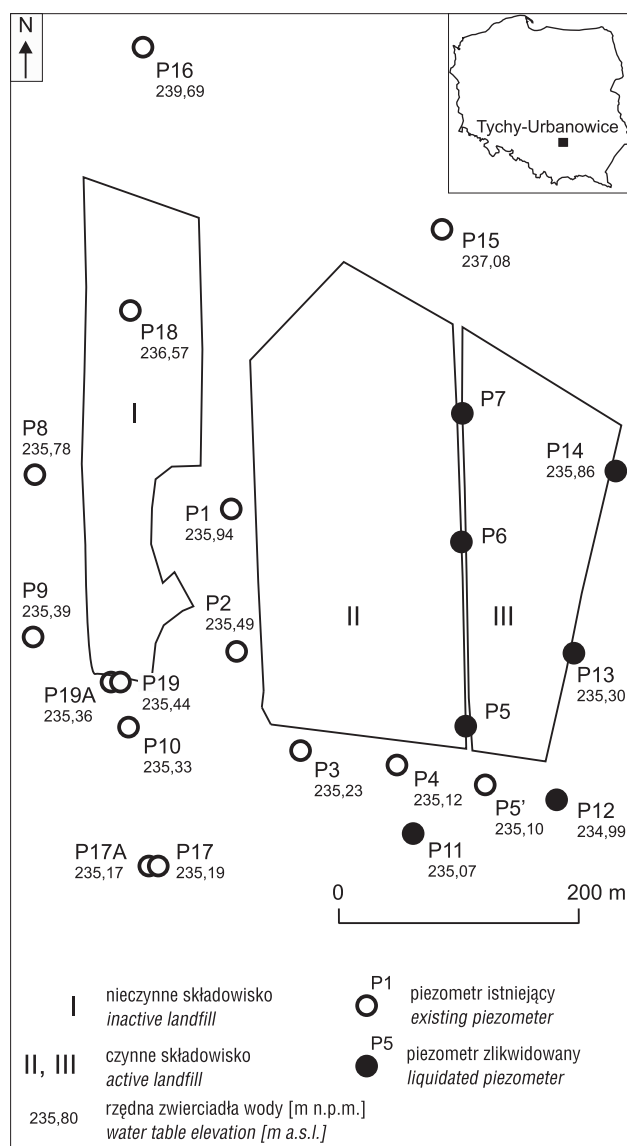 N
P16
239,69
Tychy-Urbanowice
P15
237,08
P18
236,57
I
P7
P8
235,78
P14
235,86
P1
235,94
P6
P9
235,39
P2
235,49
II
III
P13
235,30
P19A
235,36
P19
235,44
P5
P10
235,33
P3
235,23
P4
235,12
P5’
235,10
P12
234,99
P17A
235,17
P17
235,19
P11
235,07
0
200 m
I
nieczynne składowisko
inactive landfill
P1
piezometr istniejący
existing piezometer
II, III
czynne składowisko
active landfill
P5
piezometr zlikwidowany
liquidated piezometer
235,80
rzędna zwierciadła wody [m n.p.m.]
water table elevation [m a.s.l.]